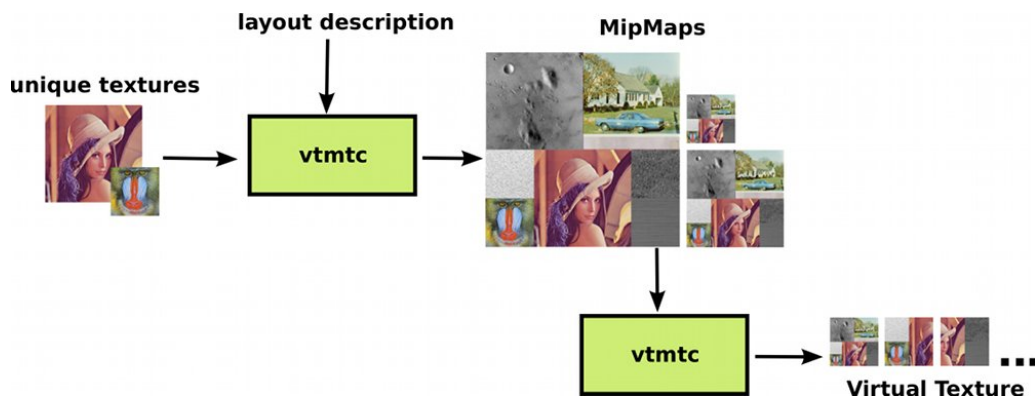 layout description
MipMaps
unique textures
vtmtc
vtmtc
Virtual Texture
...